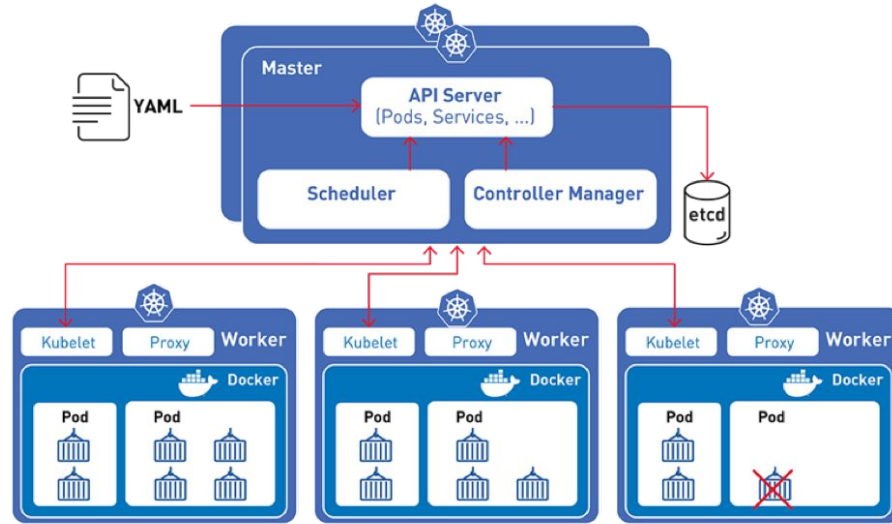 Master
API Server
(Pods, Services, ...)
YAML
Scheduler
Controller Manager
etcd
Kubelet
Proxy
Worker
Docker
Pod
Pod
Kubelet
Proxy
Worker
Docker
Pod
Pod
Kubelet
Proxy
Worker
Docker
Pod
Pod